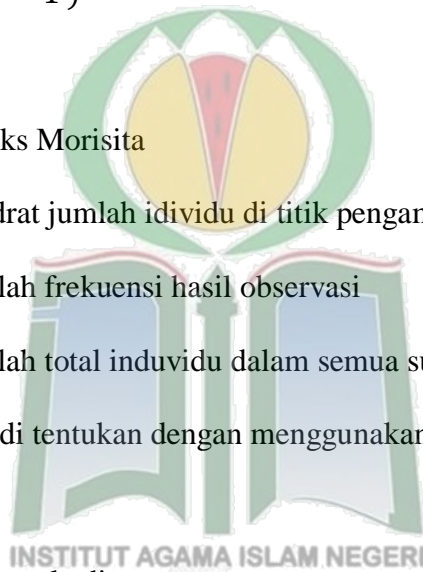 ks Morisita
drat jumlah idividu di titik pengan
lah frekuensi hasil observasi
lah total induvidu dalam semua su
di tentukan dengan menggunakan
INSTITUT AGAMA ISLAM NEGERI